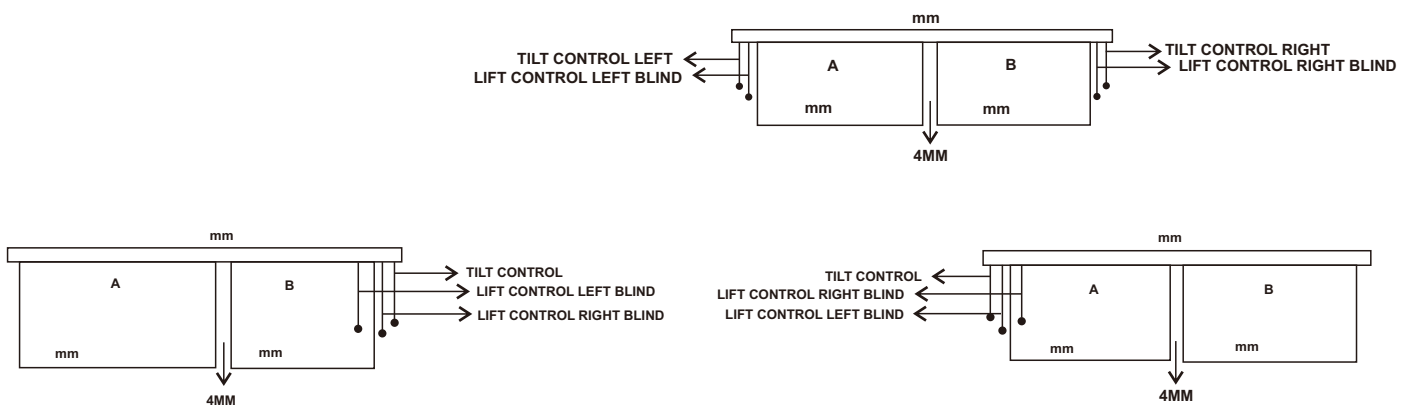 mm
TILT CONTROL LEFT
LIFT CONTROL LEFT BLIND
A
mm
B
mm
TILT CONTROL RIGHT
LIFT CONTROL RIGHT BLIND
4MM
mm
A
mm
B
mm
TILT CONTROL
LIFT CONTROL LEFT BLIND
LIFT CONTROL RIGHT BLIND
4MM
mm
TILT CONTROL
LIFT CONTROL RIGHT BLIND
LIFT CONTROL LEFT BLIND
A
mm
B
mm
4MM